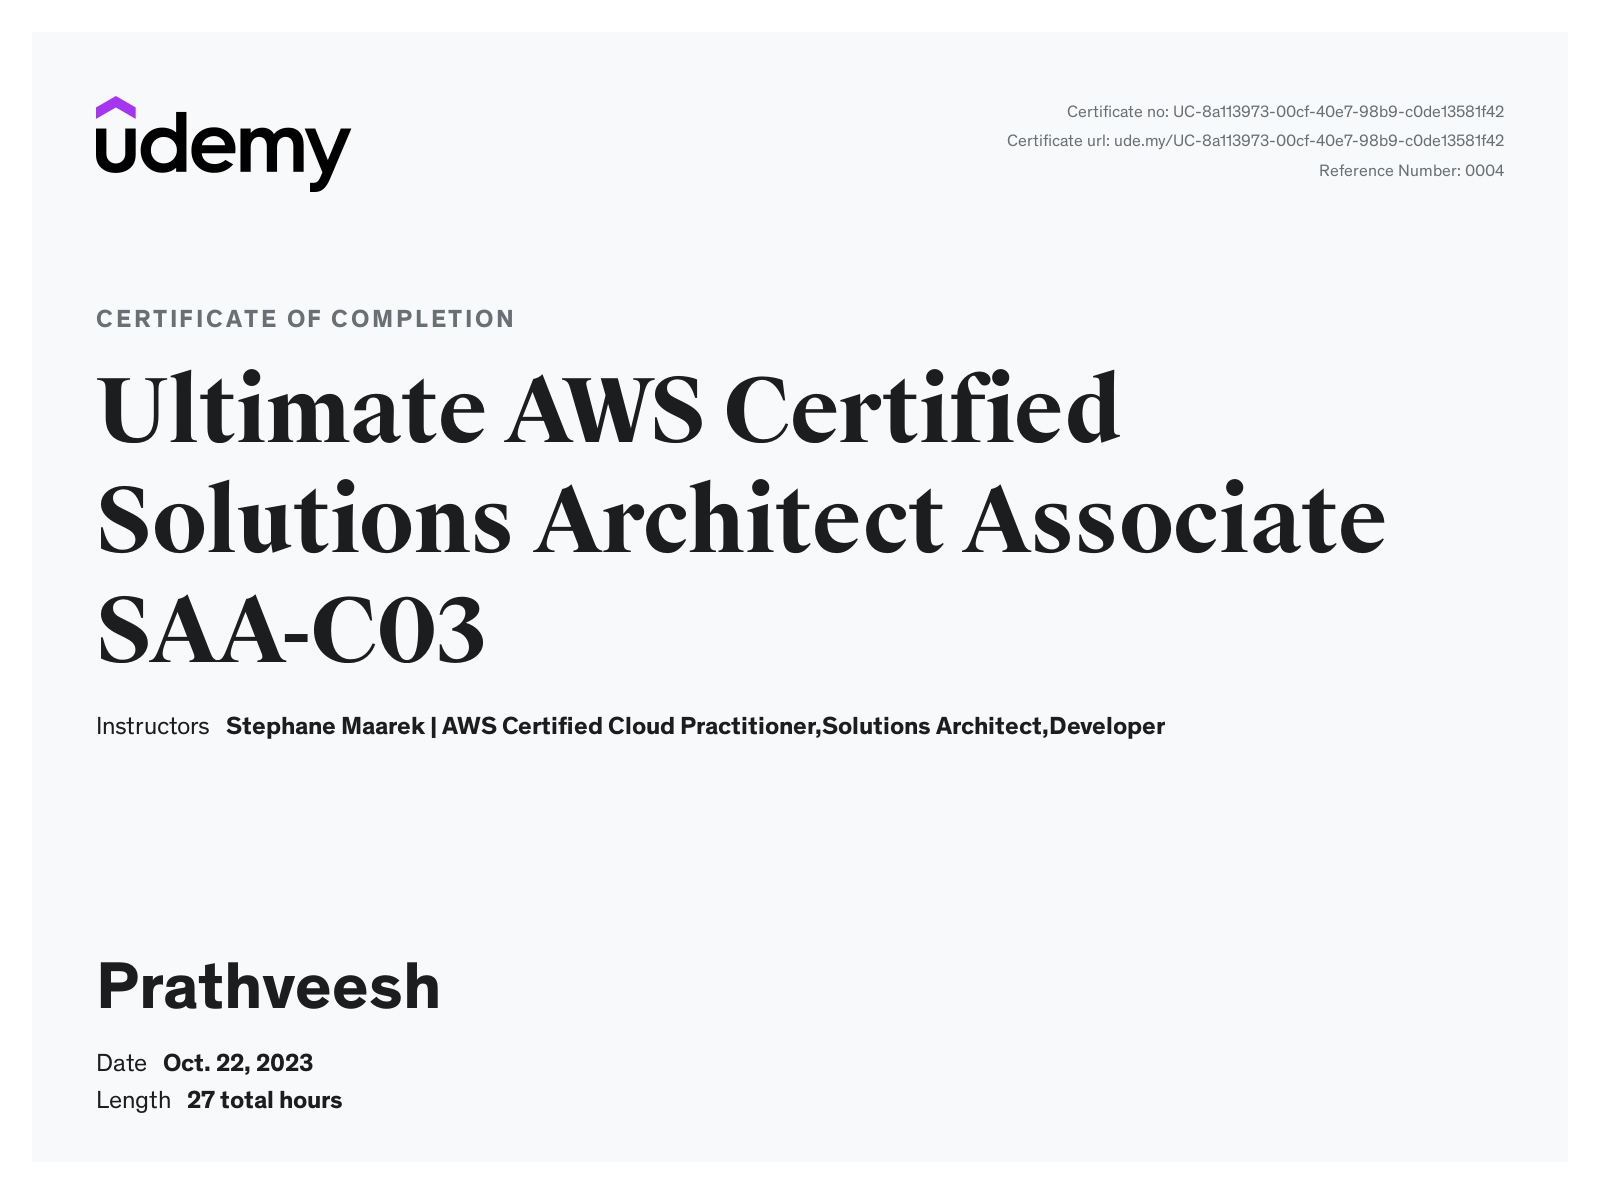 udemy
Certificate no: UC-8a113973-00cf-40e7-98b9-c0de13581f42
Certificate url: ude.my/UC-8a113973-00cf-40e7-98b9-c0de13581f42
Reference Number: 0004
CERTIFICATE OF COMPLETION
Ultimate AWS Certified
Solutions Architect Associate
SAA-C03
Instructors Stephane Maarek | AWS Certified Cloud Practitioner,Solutions Architect,Developer
Prathveesh
Date Oct. 22, 2023
Length 27 total hours